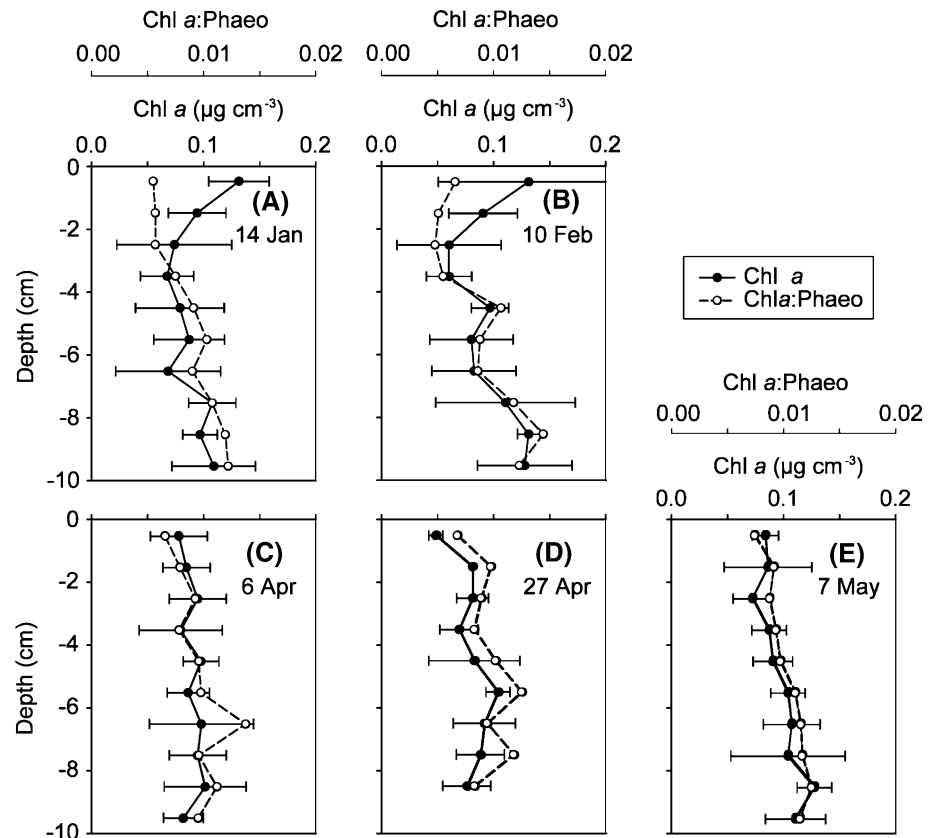 Chl a:Phaeo
0.00 0.01 0.02
Chl a (µg cm-3)
0.0 0.1 0.2
Chl a:Phaeo
0.00 0.01 0.02
Chl a (µg cm-3)
0.0 0.1 0.2
0
-2
-4
-6
-8
-10
Depth (cm)
(A)
14 Jan
(B)
10 Feb
Chl a
Chla:Phaeo
Chl a:Phaeo
0.00 0.01 0.02
Chl a (µg cm-3)
0.0 0.1 0.2
0
-2
-4
-6
-8
-10
Depth (cm)
(C)
6 Apr
(D)
27 Apr
(E)
7 May